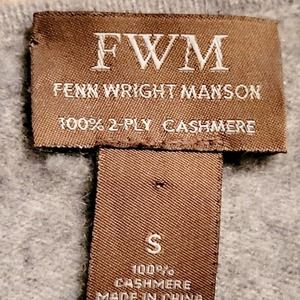 FWM
FENN WRIGHT MANSON
100% 2-PLY CASHMERE
S
100%
CASHMERE
MADE IN CHINA